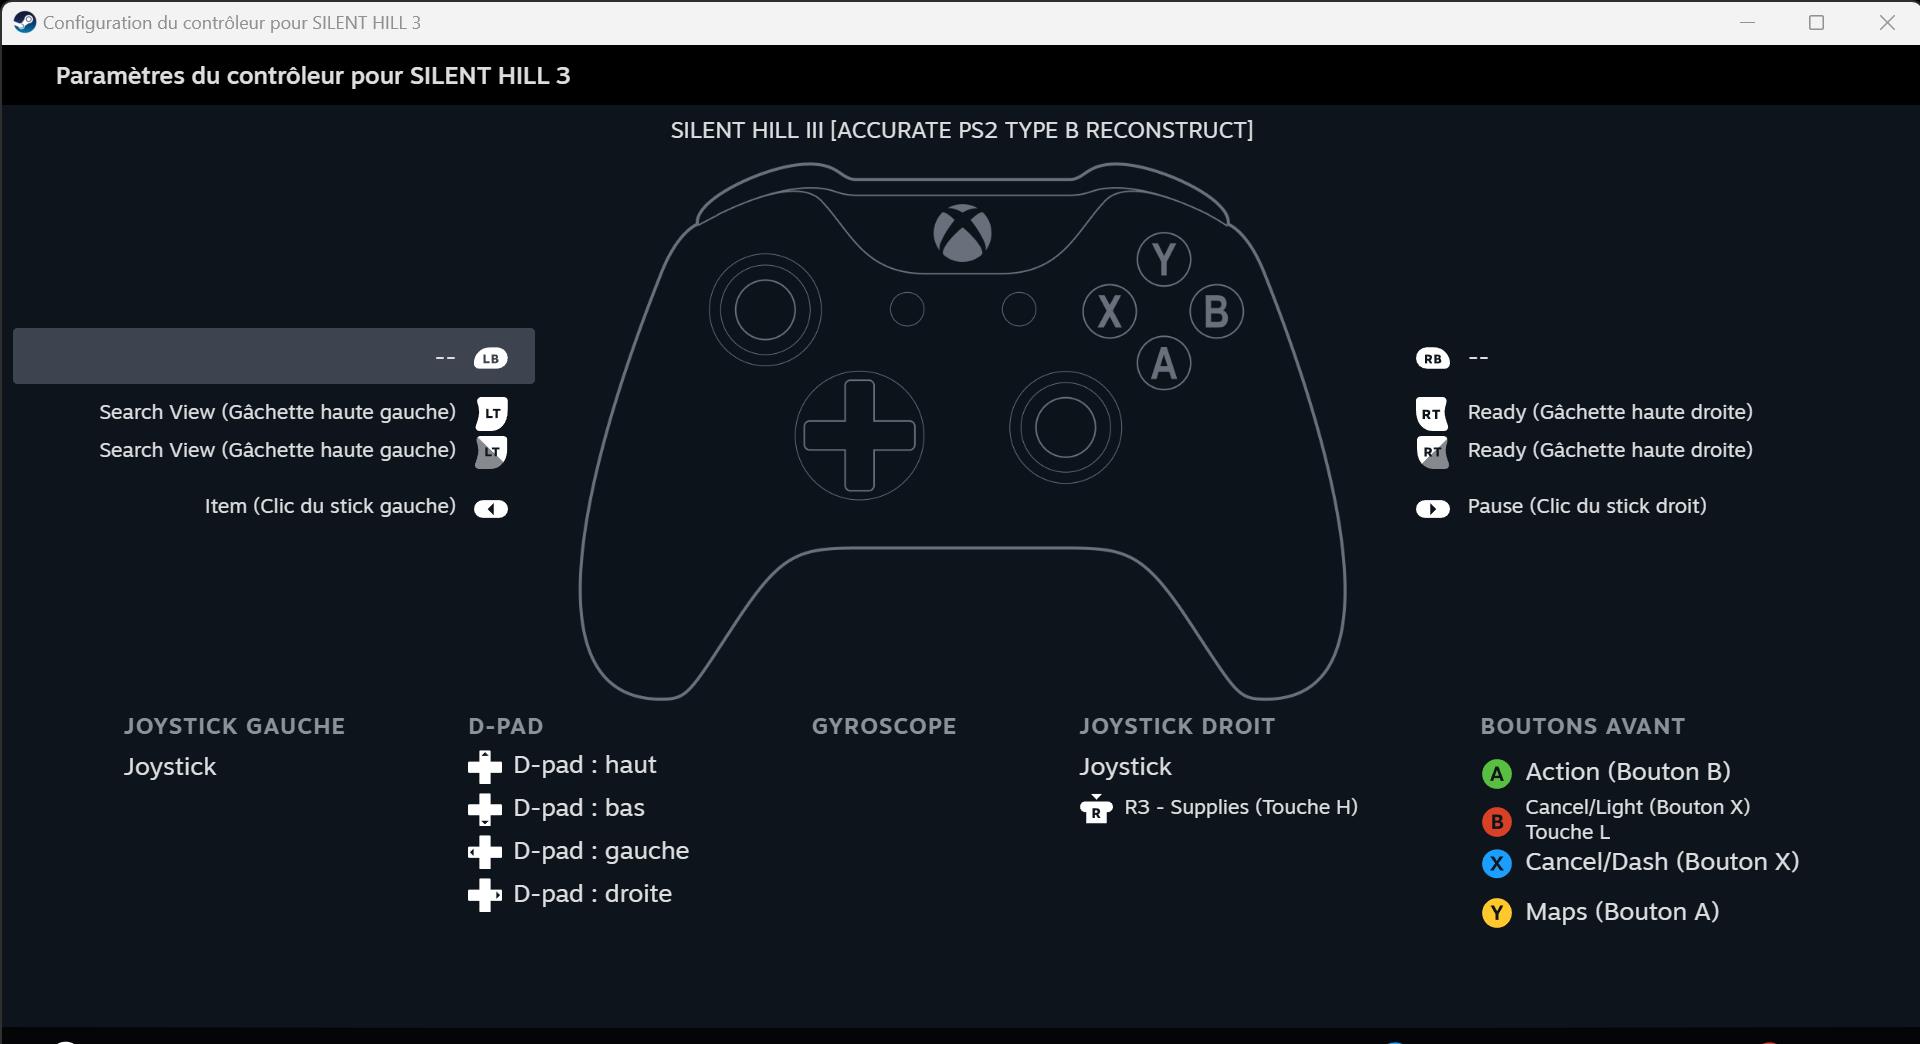 Configuration du contrôleur pour SILENT HILL 3
Paramètres du contrôleur pour SILENT HILL 3
SILENT HILL III [ACCURATE PS2 TYPE B RECONSTRUCT]
Y
X
B
A
-- LB
Search View (Gâchette haute gauche) LT
Search View (Gâchette haute gauche) LT
Item (Clic du stick gauche)
RB --
RT Ready (Gâchette haute droite)
RT Ready (Gâchette haute droite)
Pause (Clic du stick droit)
JOYSTICK GAUCHE
Joystick
D-PAD
D-pad : haut
D-pad : bas
D-pad : gauche
D-pad : droite
GYROSCOPE
JOYSTICK DROIT
Joystick
R R3 - Supplies (Touche H)
BOUTONS AVANT
A Action (Bouton B)
B Cancel/Light (Bouton X)
Touche L
X Cancel/Dash (Bouton X)
Y Maps (Bouton A)